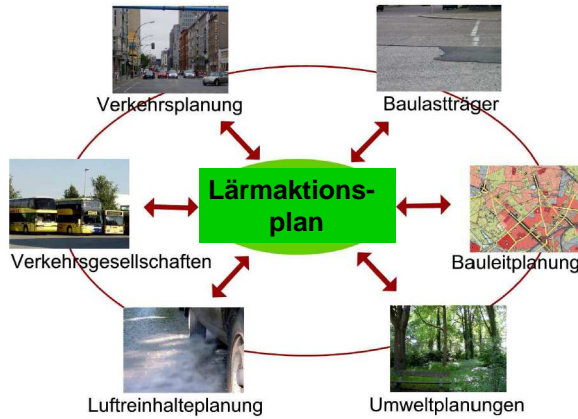 Verkehrsplanung
Baulastträger
Lärmaktions-
plan
Verkehrsgesellschaften
Bauleitplanung
Luftreinhalteplanung
Umweltplanungen